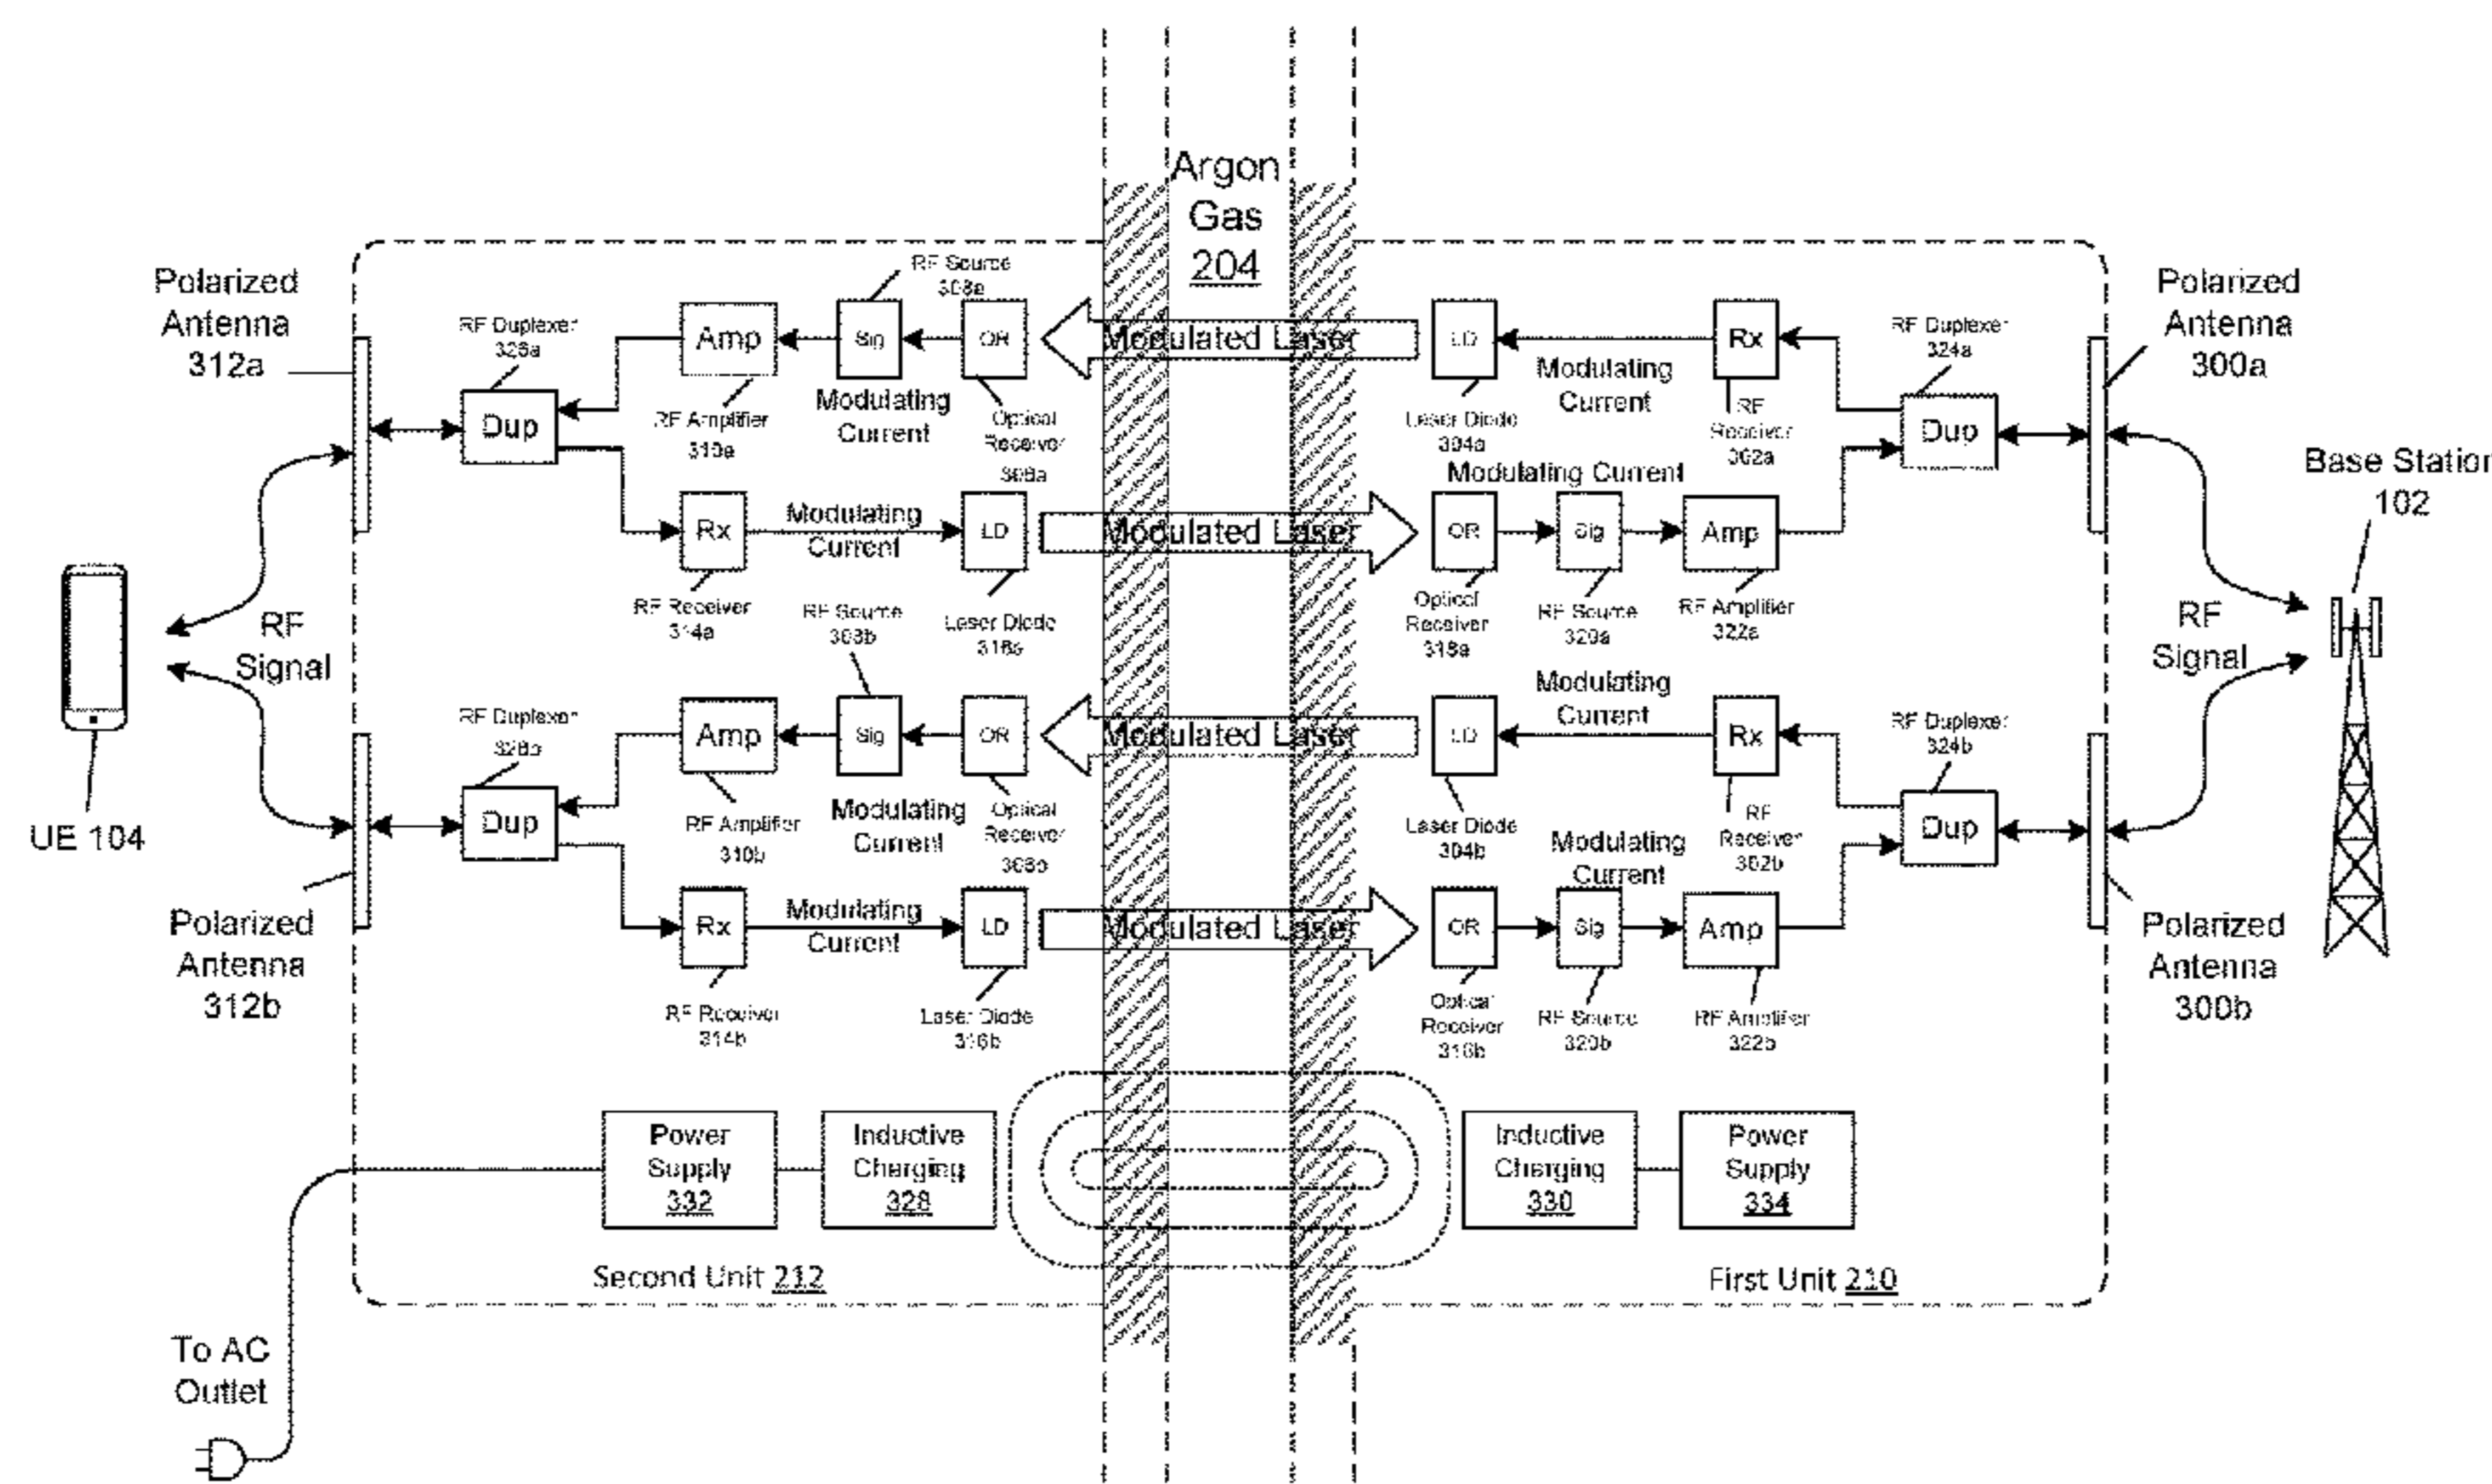 Argon
Gas
204
Polarized
Antenna
312a
RF Duplexer
326a
Amp
RF Amplifier
310a
RF Source
308a
Sig
Modulating
Current
OR
Optical
Receiver
Modulated Laser
LD
Laser Diode
304a
Modulating
Current
Rx
RF
Receiver
302a
RF Duplexer
324a
Polarized
Antenna
300a
Dup
Dup
Base Station
102
Rx
RF Receiver
314a
Modulating
Current
LD
Laser Diode
Modulated Laser
Modulating Current
OR
Optical
Receiver
318a
Sig
RF Source
320a
Amp
RF Amplifier
322a
RF
Signal
RF
Signal
UE 104
RF Duplexer
Dup
Amp
RF Amplifier
310b
RF Source
308b
Sig
Modulating
Current
OR
Optical
Receiver
Modulated Laser
LD
Laser Diode
304b
Modulating
Current
Rx
RF
Receiver
302b
RF Duplexer
324b
Dup
Polarized
Antenna
312b
Rx
RF Receiver
314b
Modulating
Current
LD
Laser Diode
316b
Modulated Laser
Modulating
Current
OR
Optical
Receiver
Sig
RF Source
320b
Amp
RF Amplifier
322b
Polarized
Antenna
300b
Power
Supply
332
Inductive
Charging
328
Inductive
Charging
330
Power
Supply
334
Second Unit 212
First Unit 210
To AC
Outlet